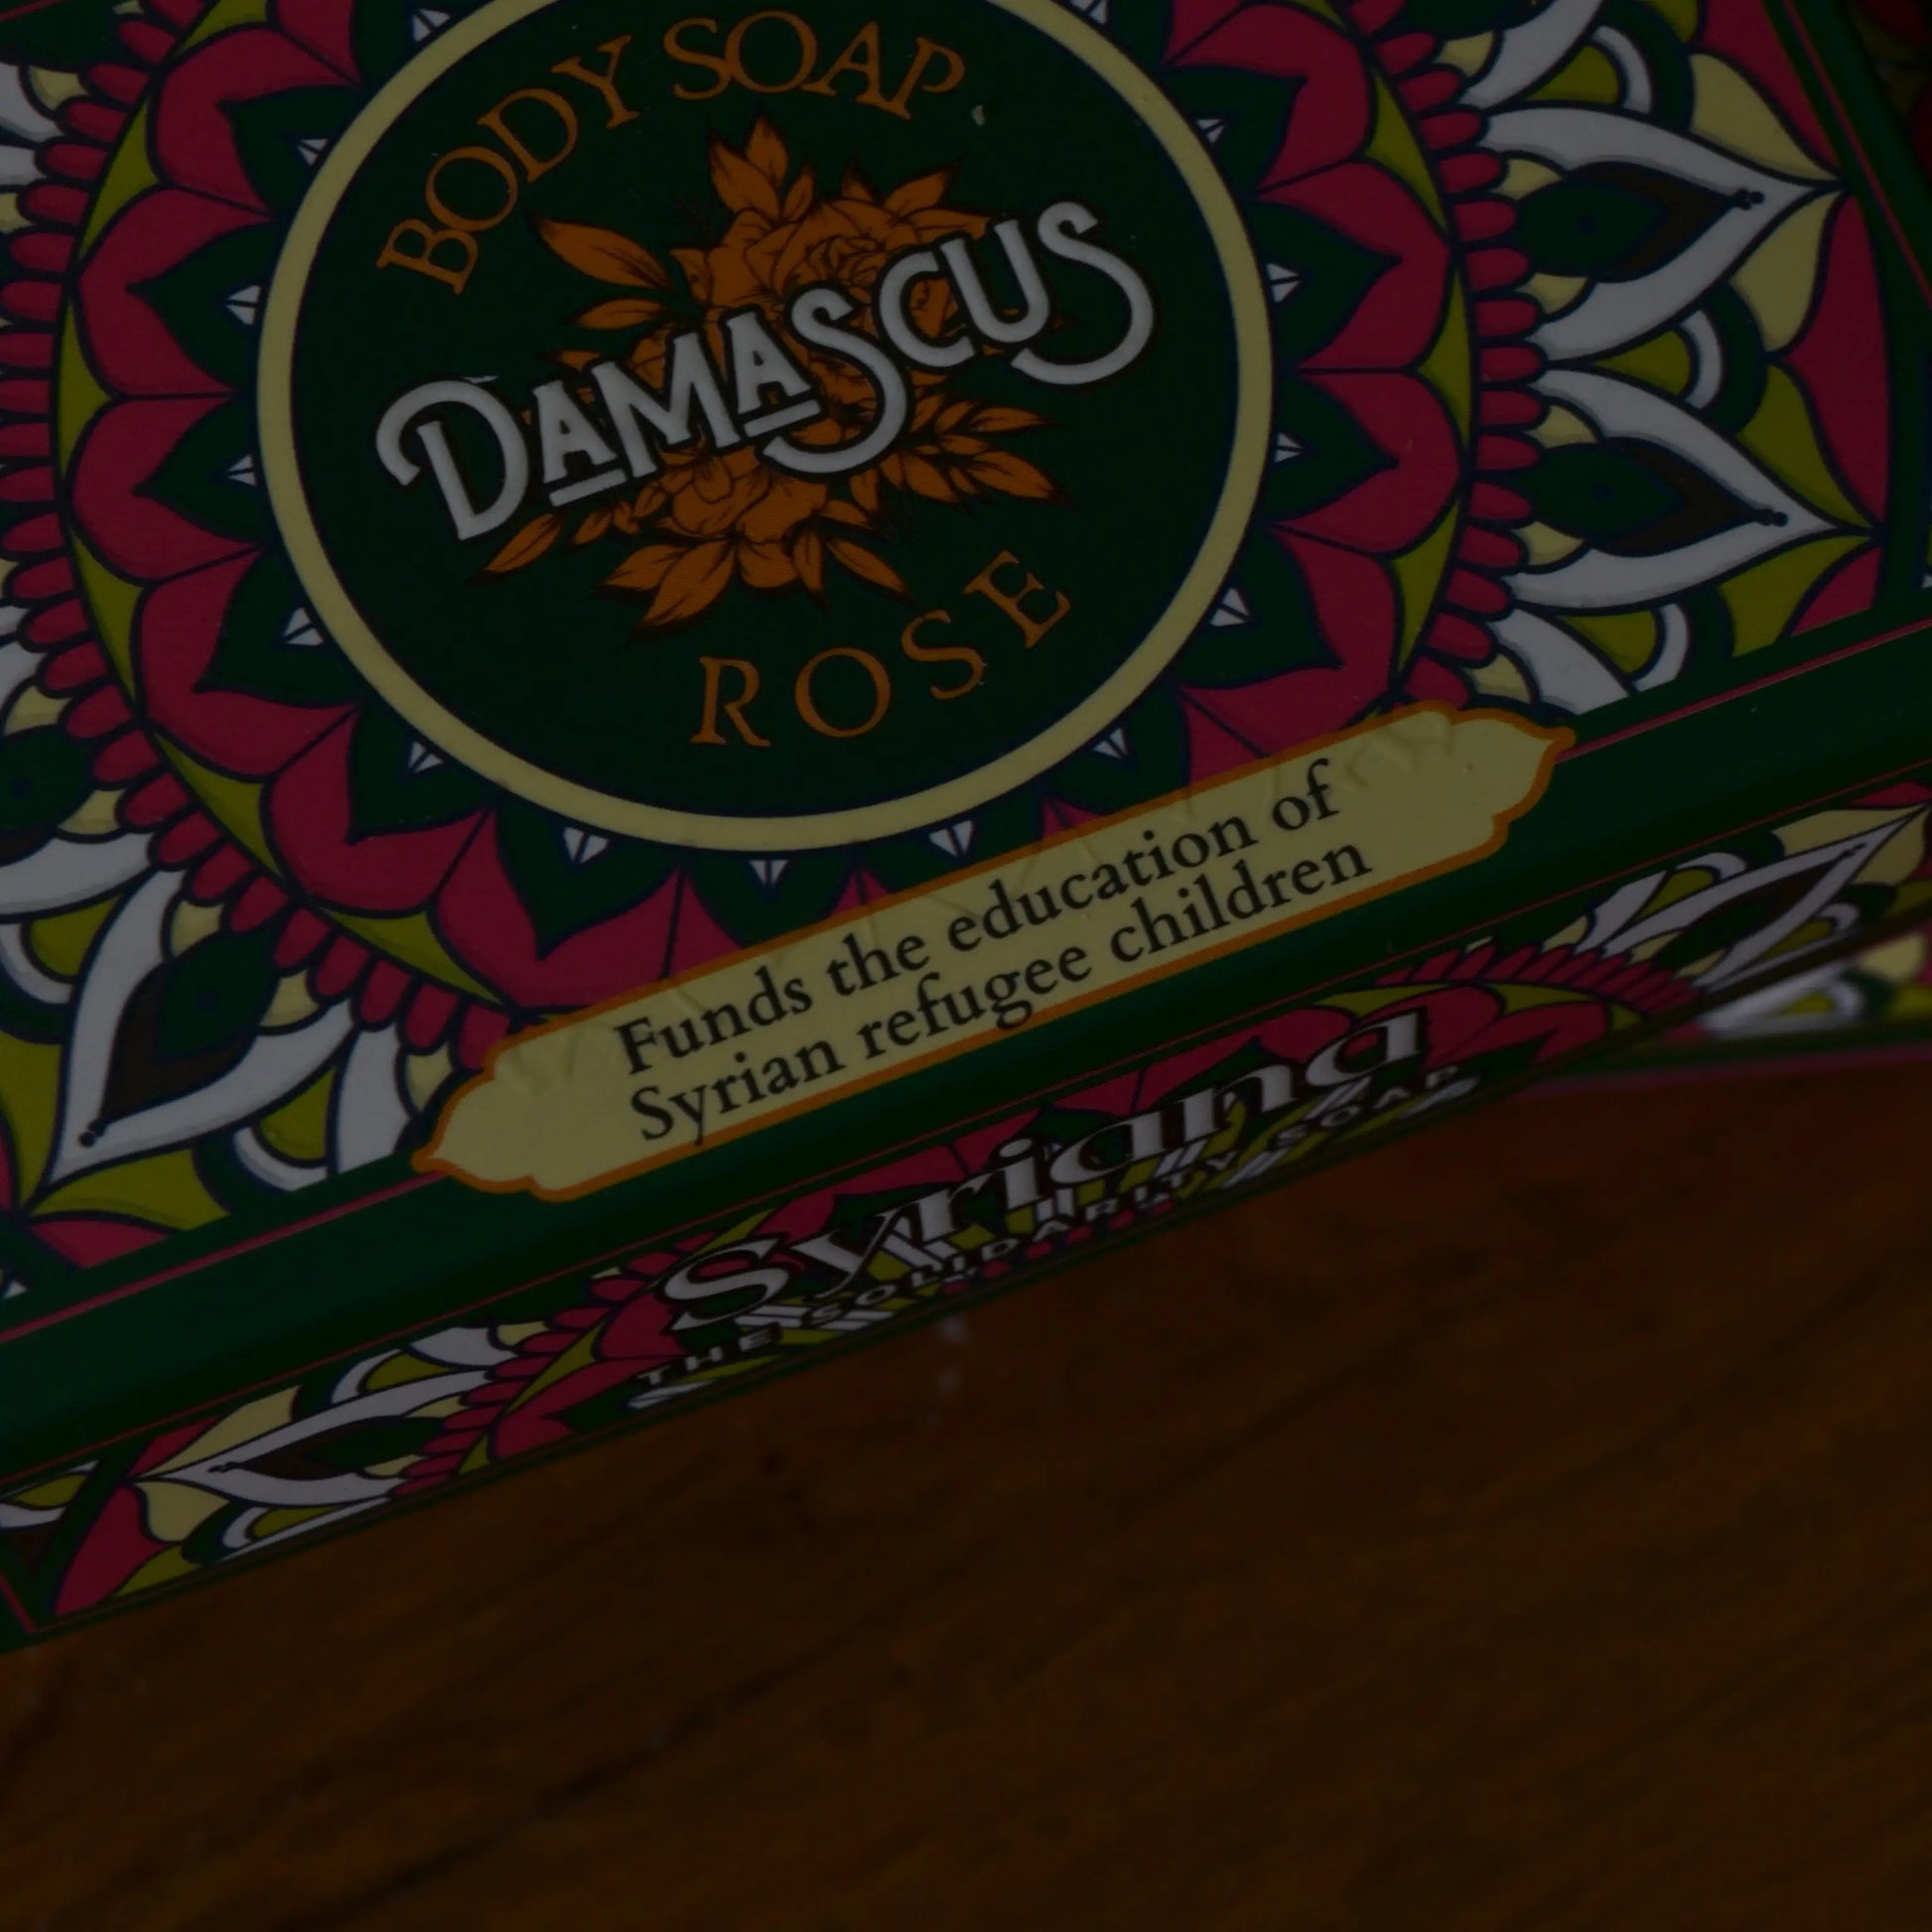 BODY SOAP
DAMASCUS
ROSE
Funds the education of
Syrian refugee children
syriana
THE SOLIDARITY SOAP